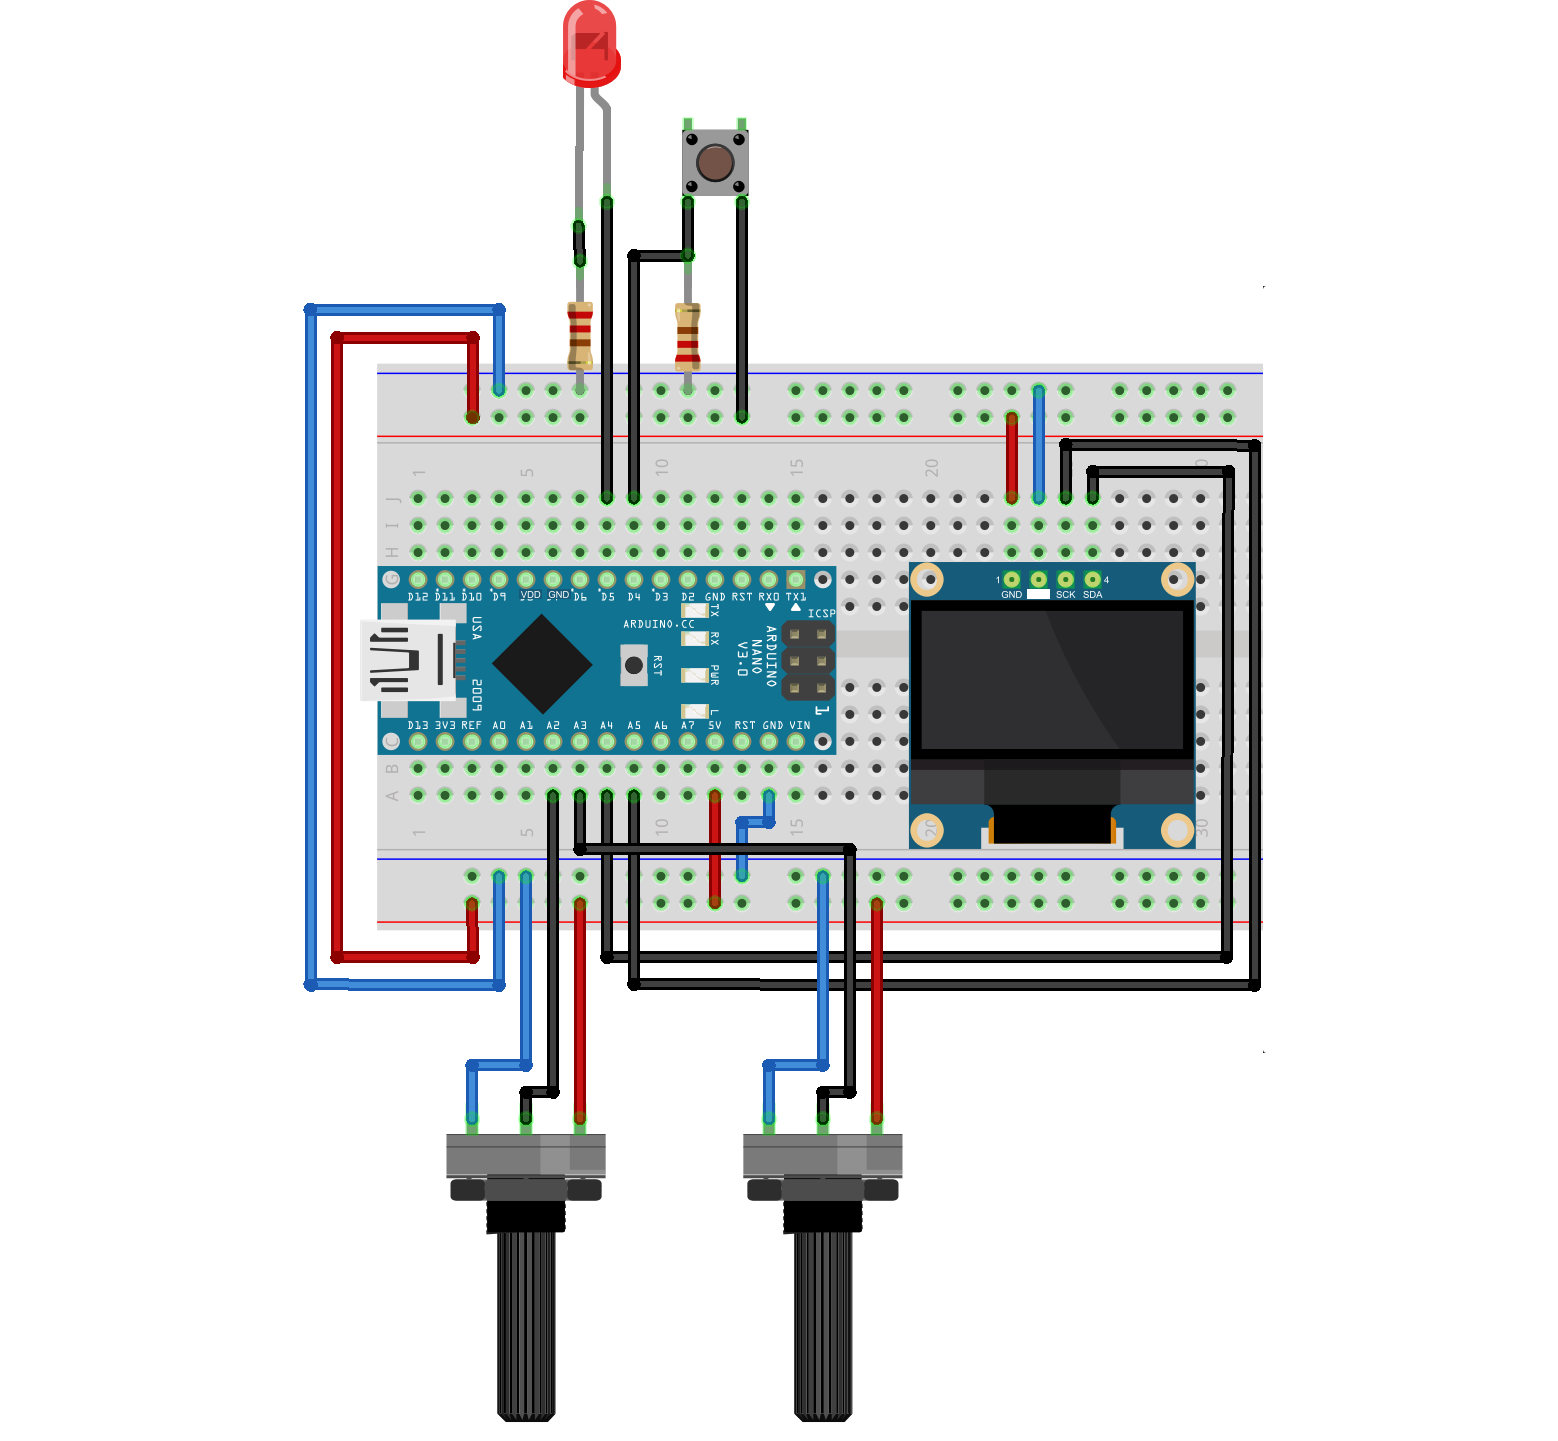 1 5 10 15 20
J
I
H
G
D12 D11 D10 D9 D6 D5 D4 D3 D2 GND RST RX0 TX1
VDD GND
1 4
GND SCK SDA
TX
ICSP
ARDUINO.CC
USA
RX
RST
ARDUINO
NANO
V3.0
PWR
2009
L
1
D13 3V3 REF A0 A1 A2 A3 A4 A5 A6 A7 5V RST GND VIN
C
B
A
1 5 10 15 20 30